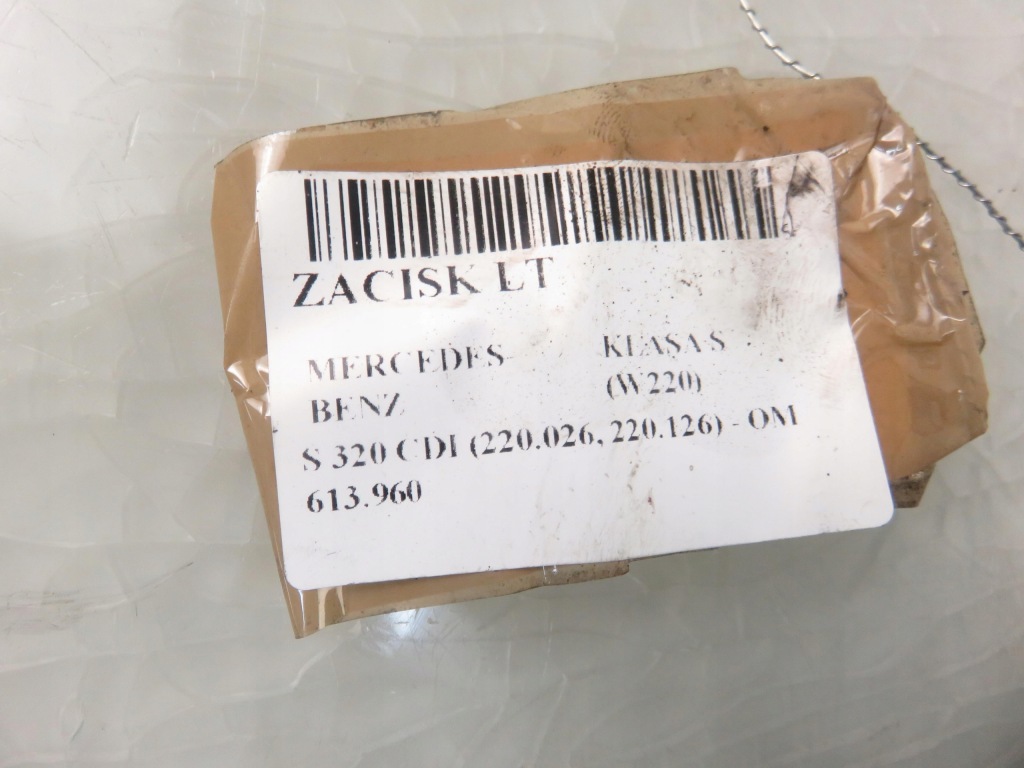 ZACISK LT
MERCEDES KLASA S
BENZ (W220)
S 320 CDI (220.026, 220.126) - OM
613.960